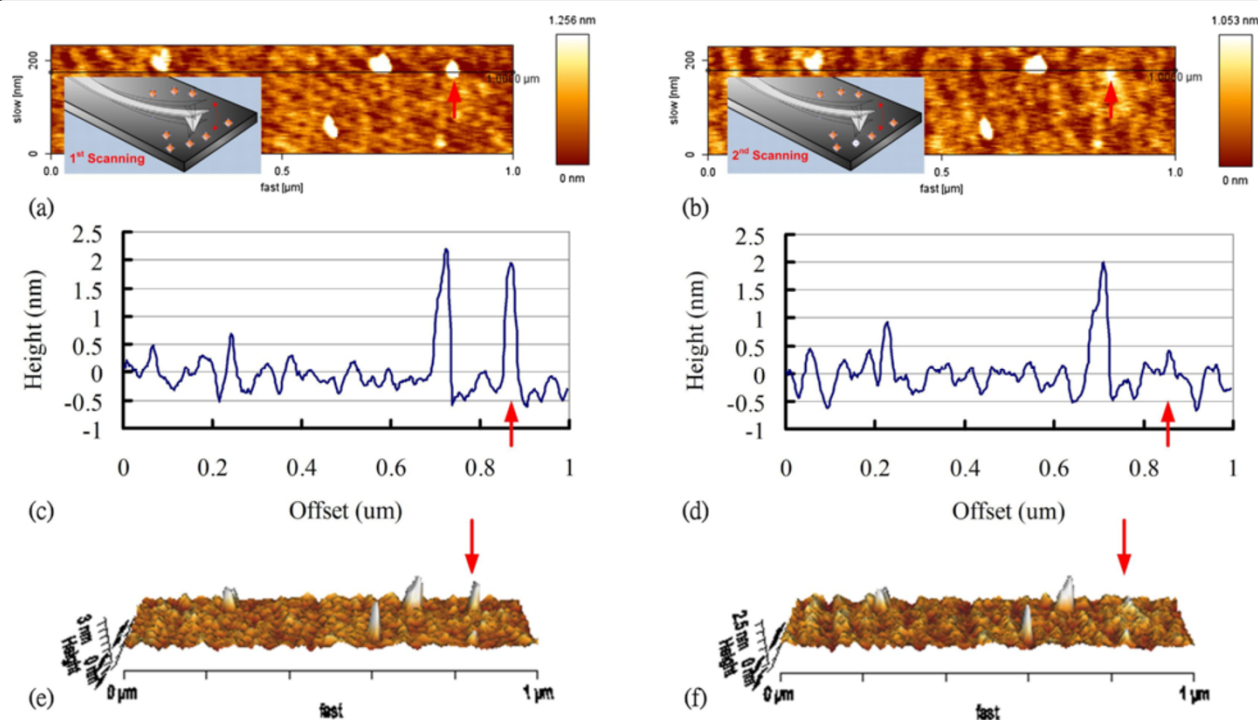 1.256 nm
200
slow [nm]
1.0000 µm
1st Scanning
0
0.0
0.5
1.0
fast [µm]
0 nm
(a)
1.053 nm
200
slow [nm]
1.0000 µm
2nd Scanning
0
0.0
0.5
1.0
fast [µm]
0 nm
(b)
2.5
2
1.5
1
0.5
0
-0.5
-1
Height (nm)
0 0.2 0.4 0.6 0.8 1
Offset (um)
(c)
2.5
2
1.5
1
0.5
0
-0.5
-1
Height (nm)
0 0.2 0.4 0.6 0.8 1
Offset (um)
(d)
3 nm
0 nm
Height
0 µm
1 µm
fast
(e)
2.5 nm
0 nm
Height
0 µm
1 µm
fast
(f)